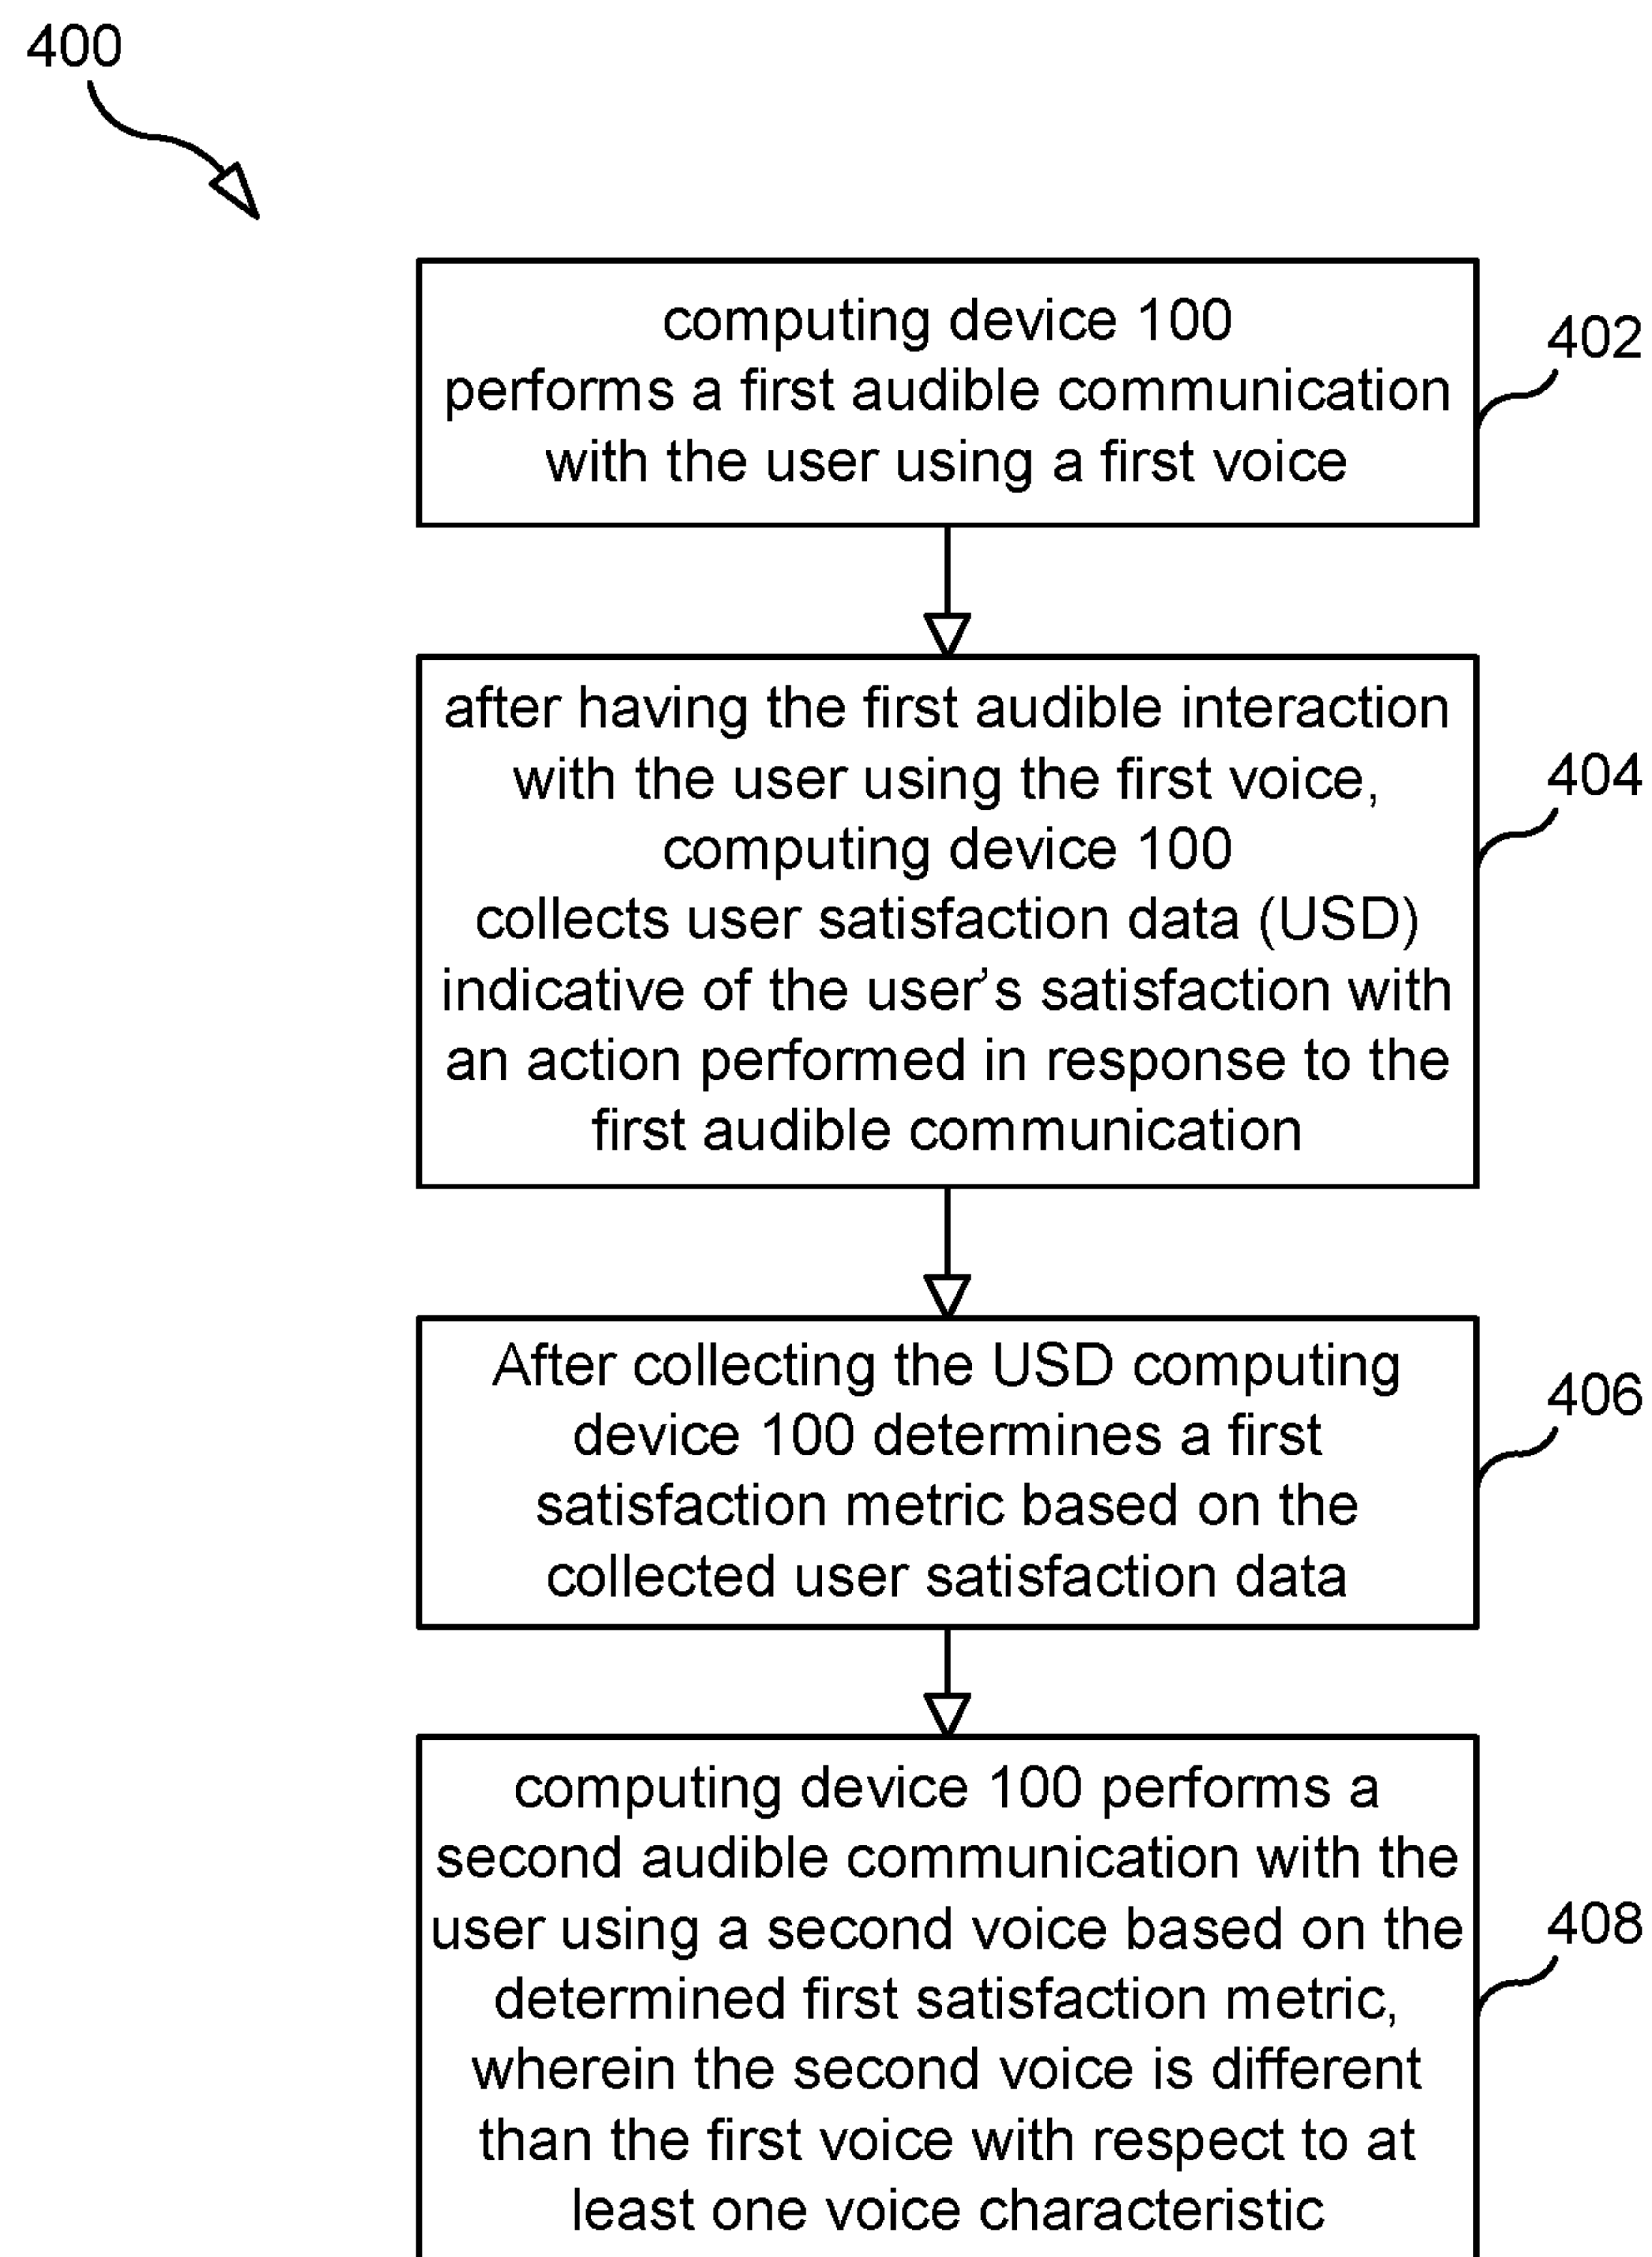 400
computing device 100
performs a first audible communication
with the user using a first voice
402
after having the first audible interaction
with the user using the first voice,
computing device 100
collects user satisfaction data (USD)
indicative of the user’s satisfaction with
an action performed in response to the
first audible communication
404
After collecting the USD computing
device 100 determines a first
satisfaction metric based on the
collected user satisfaction data
406
computing device 100 performs a
second audible communication with the
user using a second voice based on the
determined first satisfaction metric,
wherein the second voice is different
than the first voice with respect to at
least one voice characteristic
408